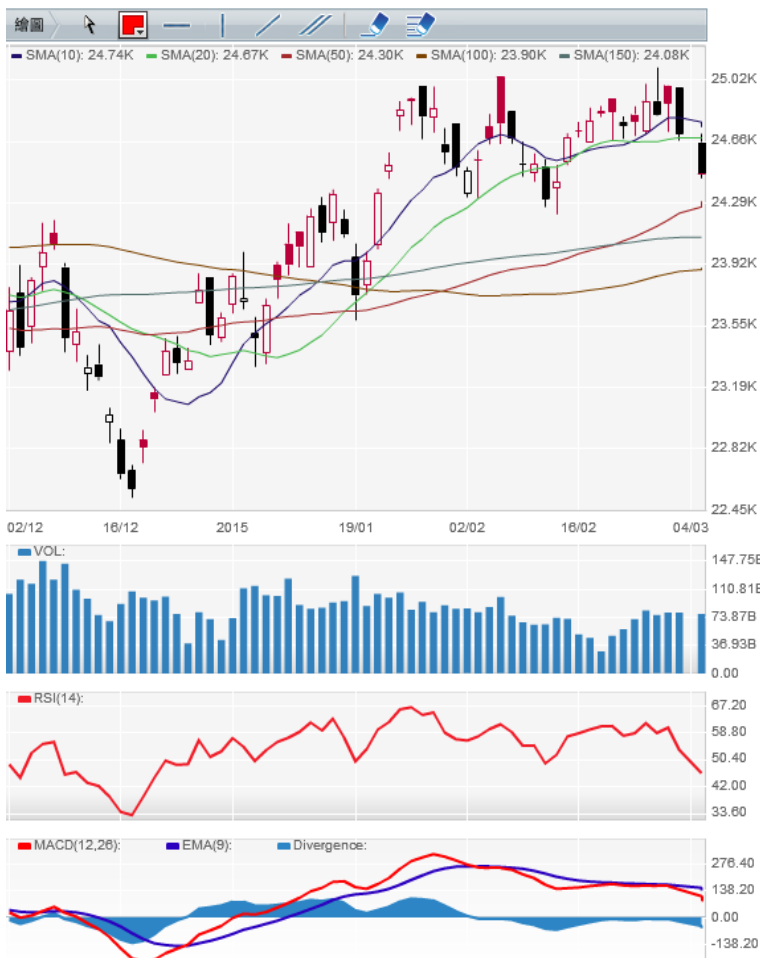 繪圖
SMA(10): 24.74K SMA(20): 24.67K SMA(50): 24.30K SMA(100): 23.90K SMA(150): 24.08K
25.02K
24.66K
24.29K
23.92K
23.55K
23.19K
22.82K
22.45K
02/12 16/12 2015 19/01 02/02 16/02 04/03
VOL:
147.75B
110.81B
73.87B
36.93B
0.00
RSI(14):
67.20
58.80
50.40
42.00
33.60
MACD(12,26): EMA(9): Divergence:
276.40
138.20
0.00
-138.20